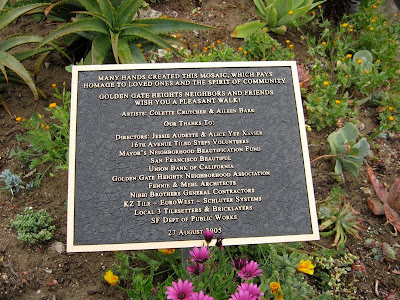 MANY HANDS CREATED THIS MOSAIC, WHICH PAYS
HOMAGE TO LOVED ONES AND THE SPIRIT OF COMMUNITY.
GOLDEN GATE HEIGHTS NEIGHBORS AND FRIENDS
WISH YOU A PLEASANT WALK!
ARTISTS: COLETTE CRUTCHER & AILEEN BARR
OUR THANKS TO:
DIRECTORS: JESSIE AUDETTE & ALICE YEE XAVIER
16TH AVENUE TILED STEPS VOLUNTEERS
MAYOR'S NEIGHBORHOOD BEAUTIFICATION FUND
SAN FRANCISCO BEAUTIFUL
UNION BANK OF CALIFORNIA
GOLDEN GATE HEIGHTS NEIGHBORHOOD ASSOCIATION
FENNIE & MEHL ARCHITECTS
NIBBI BROTHERS GENERAL CONTRACTORS
KZ TILE ~ EUROWEST ~ SCHLUTER SYSTEMS
LOCAL 3 TILESETTERS & BRICKLAYERS
SF DEPT OF PUBLIC WORKS
27 AUGUST 2005